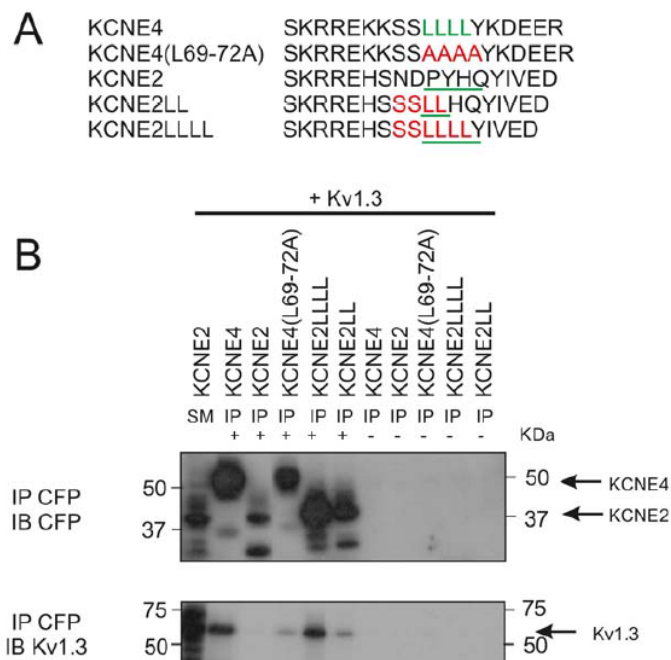 A
KCNE4 SKRREKKSSLLLLYKDEER
KCNE4(L69-72A) SKRREKKSSAAAAYKDEER
KCNE2 SKRREHSNDPYHQYIVED
KCNE2LL SKRREHSSSLLHQYIVED
KCNE2LLLL SKRREHSSSLLLLYIVED
+ Kv1.3
B
KCNE2 KCNE4 KCNE2 KCNE4(L69-72A) KCNE2LLLL KCNE2LL KCNE4 KCNE2 KCNE4(L69-72A) KCNE2LLLL KCNE2LL
SM IP IP IP IP IP IP IP IP IP IP
+ + + + + - - - - - KDa
IP CFP
IB CFP
50 50 KCNE4
37 37 KCNE2
IP CFP
IB Kv1.3
75 75
50 50 Kv1.3